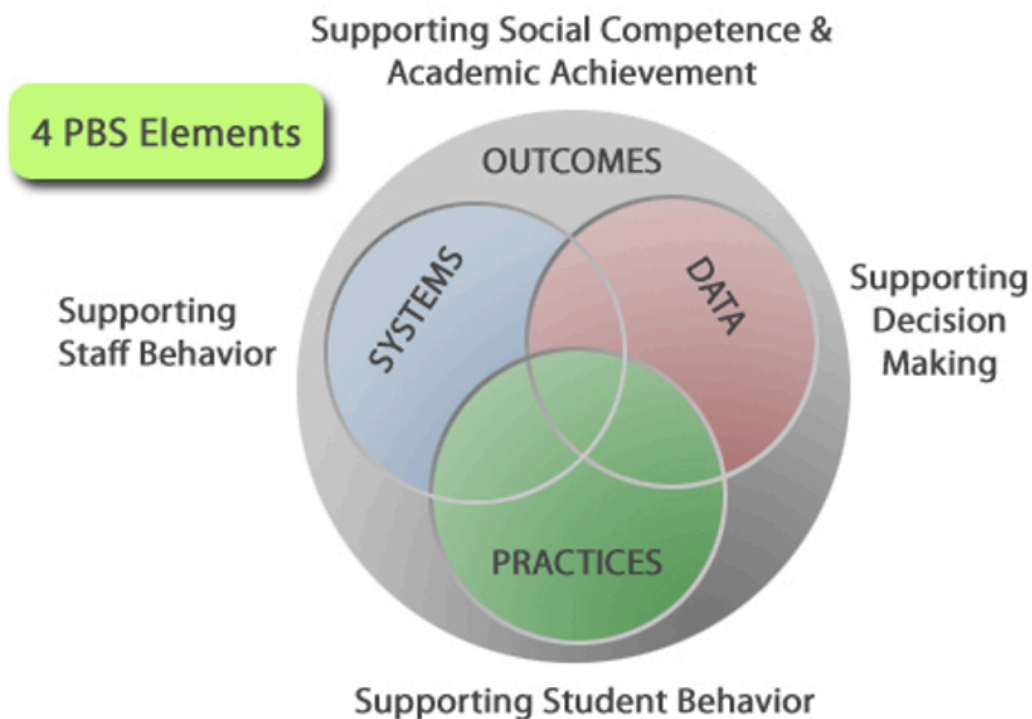 Supporting Social Competence &
Academic Achievement
4 PBS Elements
OUTCOMES
SYSTEMS
DATA
Supporting
Staff Behavior
Supporting
Decision
Making
PRACTICES
Supporting Student Behavior